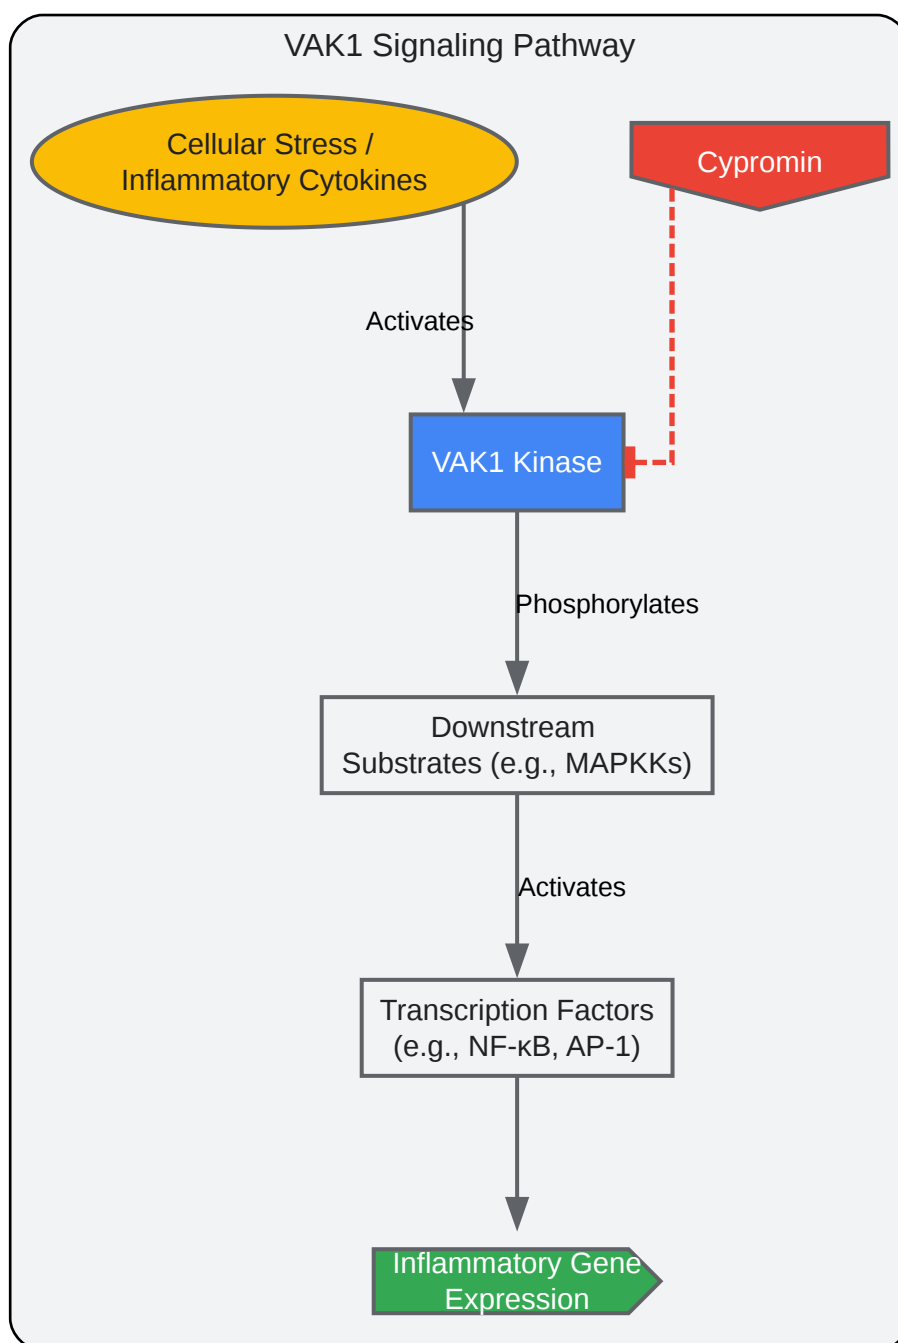 VAK1 Signaling Pathway
Cellular Stress /
Inflammatory Cytokines
Cypromin
Activates
VAK1 Kinase
Phosphorylates
Downstream
Substrates (e.g., MAPKKs)
Activates
Transcription Factors
(e.g., NF-κB, AP-1)
Inflammatory Gene
Expression